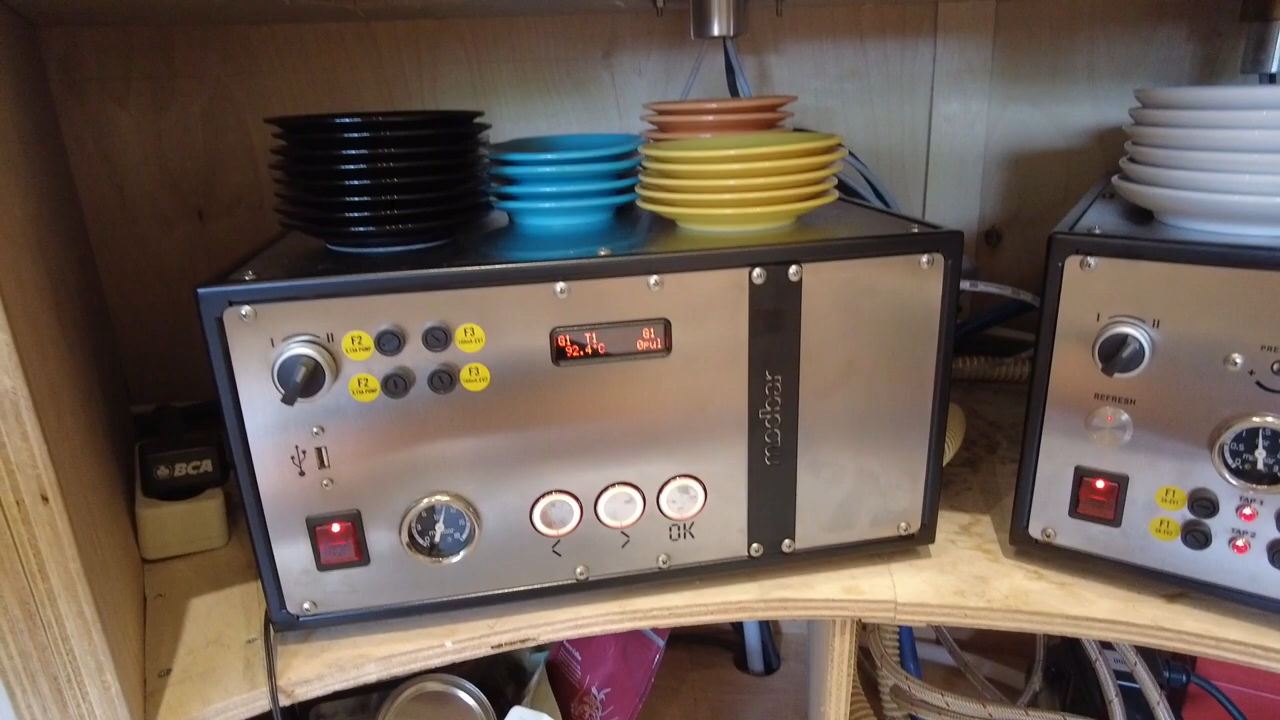 I II
F2
F3
F2
F3
G1 T1 G1
92.4°C 0pul
modbar
BCA
< > OK
I II
PRE
+
REFRESH
F1
F1
TAP 1
TAP 2